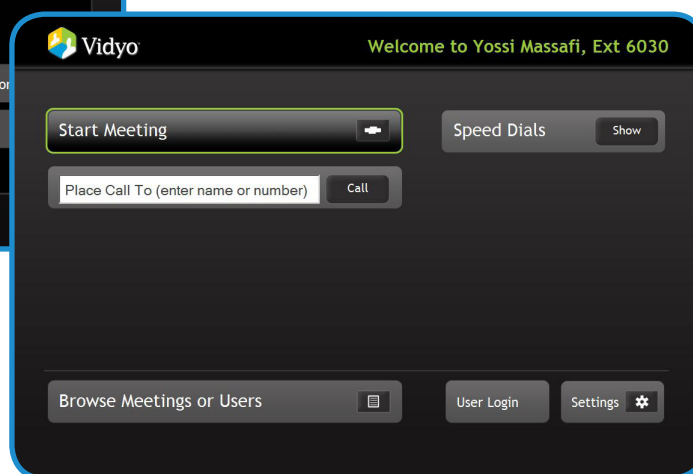 Vidyo
Welcome to Yossi Massafi, Ext 6030
Start Meeting
Speed Dials
Show
Place Call To (enter name or number)
Call
Browse Meetings or Users
User Login
Settings